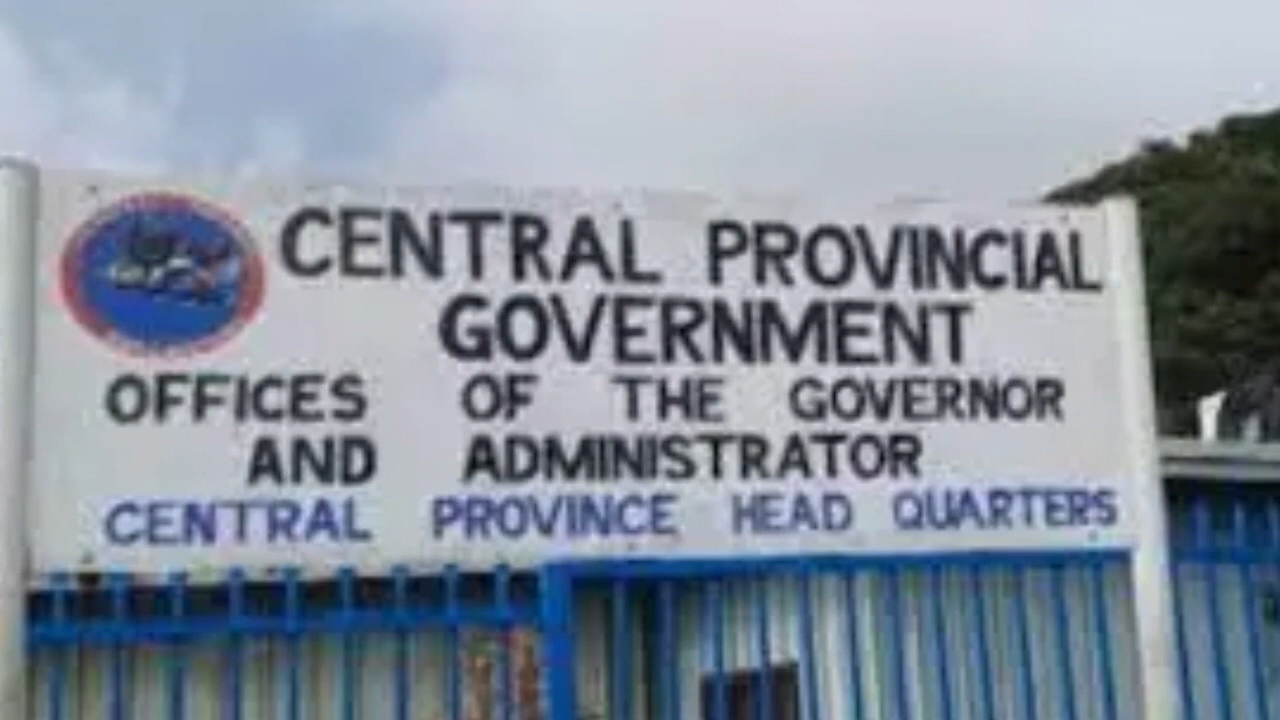 CENTRAL PROVINCIAL
GOVERNMENT
OFFICES OF THE GOVERNOR
AND ADMINISTRATOR
CENTRAL PROVINCE HEAD QUARTERS